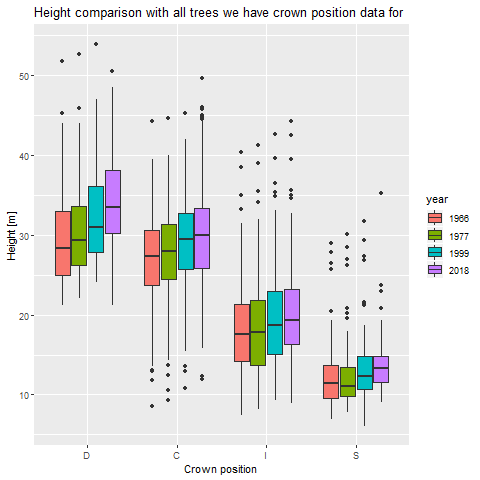 Height comparison with all trees we have crown position data for
50
40
30
20
10
Height [m]
D C I S
Crown position
year
1966
1977
1999
2018